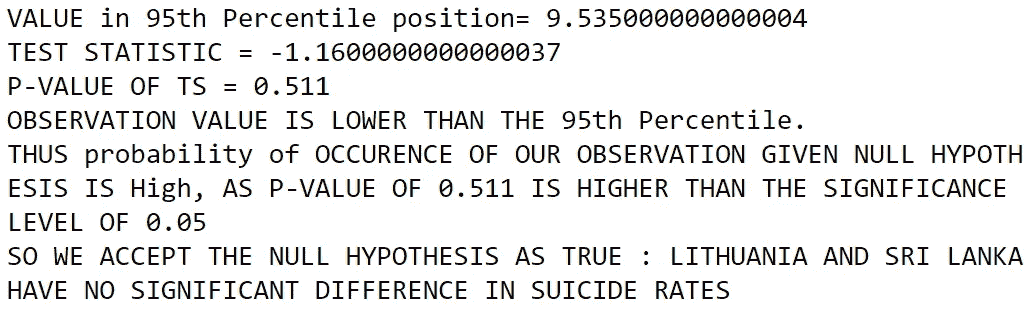 VALUE in 95th Percentile position= 9.535000000000004
TEST STATISTIC = -1.1600000000000037
P-VALUE OF TS = 0.511
OBSERVATION VALUE IS LOWER THAN THE 95th Percentile.
THUS probability of OCCURENCE OF OUR OBSERVATION GIVEN NULL HYPOTH
ESIS IS High, AS P-VALUE OF 0.511 IS HIGHER THAN THE SIGNIFICANCE
LEVEL OF 0.05
SO WE ACCEPT THE NULL HYPOTHESIS AS TRUE : LITHUANIA AND SRI LANKA
HAVE NO SIGNIFICANT DIFFERENCE IN SUICIDE RATES